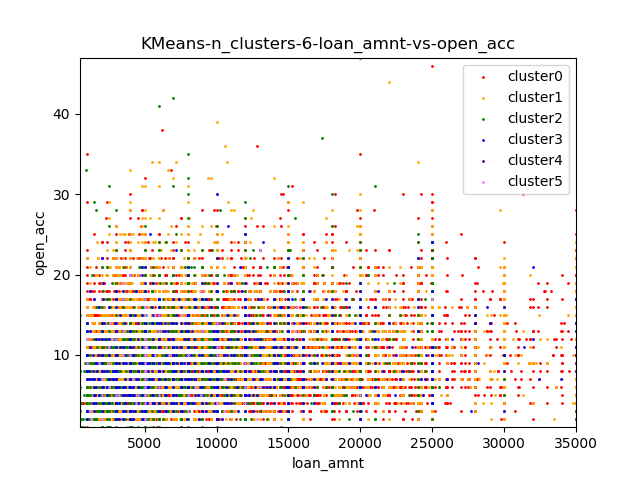 KMeans-n_clusters-6-loan_amnt-vs-open_acc
cluster0
cluster1
cluster2
cluster3
cluster4
cluster5
open_acc
40
30
20
10
5000 10000 15000 20000 25000 30000 35000
loan_amnt